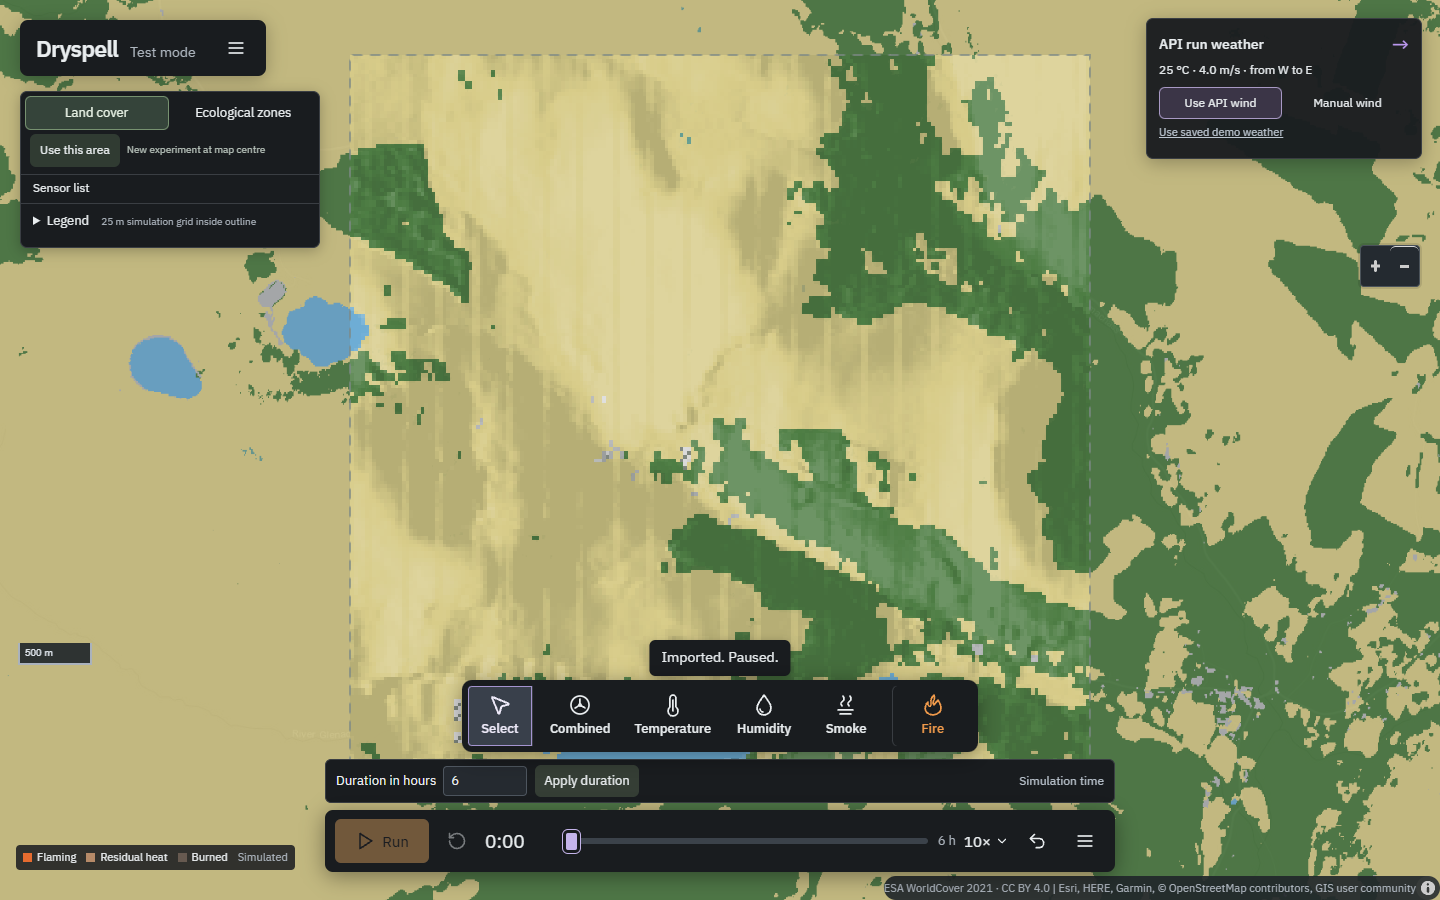 Dryspell Test mode
Land cover
Ecological zones
Use this area
New experiment at map centre
Sensor list
Legend
25 m simulation grid inside outline
API run weather
25 °C · 4.0 m/s · from W to E
Use API wind
Manual wind
Use saved demo weather
+
−
500 m
Imported. Paused.
Select
Combined
Temperature
Humidity
Smoke
Fire
Duration in hours
6
Apply duration
Simulation time
Run
0:00
6 h
10×
Flaming
Residual heat
Burned
Simulated
ESA WorldCover 2021 · CC BY 4.0 | Esri, HERE, Garmin, © OpenStreetMap contributors, GIS user community